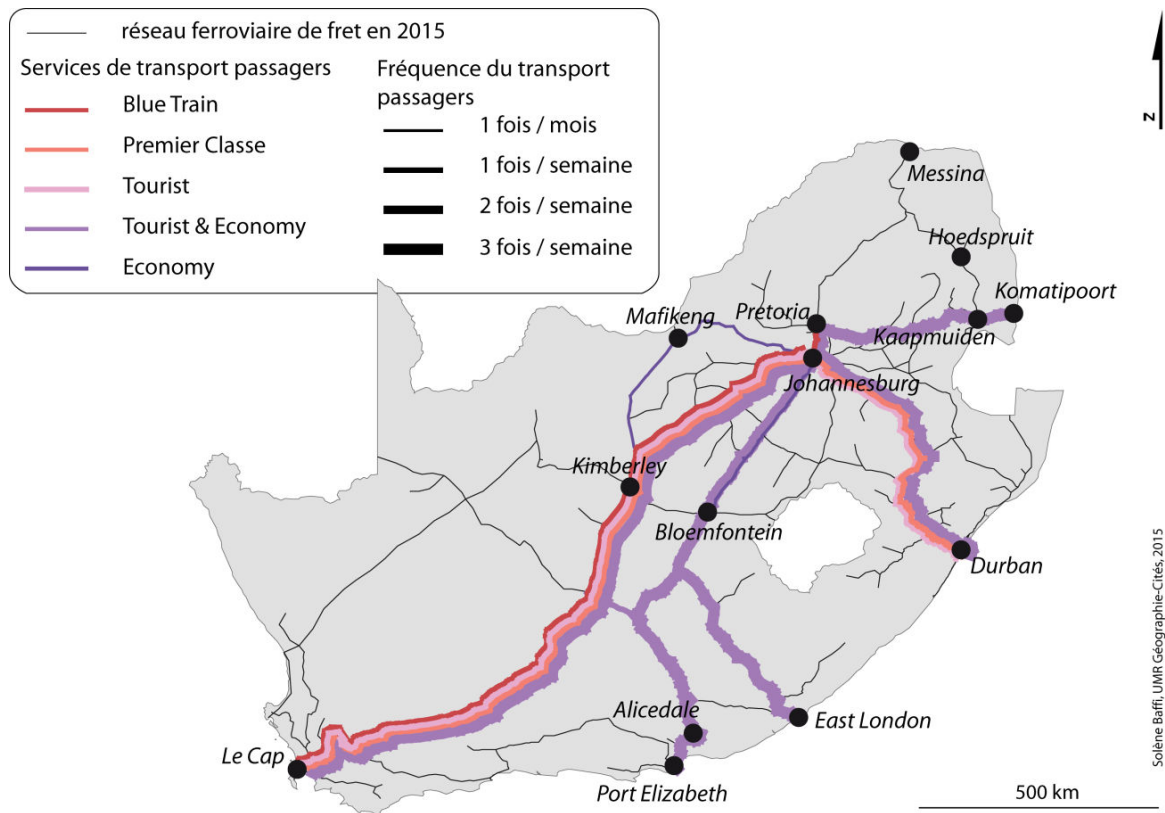 réseau ferroviaire de fret en 2015
Services de transport passagers
Blue Train
Premier Classe
Tourist
Tourist & Economy
Economy
Fréquence du transport
passagers
1 fois / mois
1 fois / semaine
2 fois / semaine
3 fois / semaine
N
Messina
Hoedspruit
Komatipoort
Pretoria
Mafikeng
Kaapmuiden
Johannesburg
Kimberley
Bloemfontein
Durban
Alicedale
East London
Le Cap
Port Elizabeth
500 km
Solène Baffi, UMR Géographie-Cités, 2015